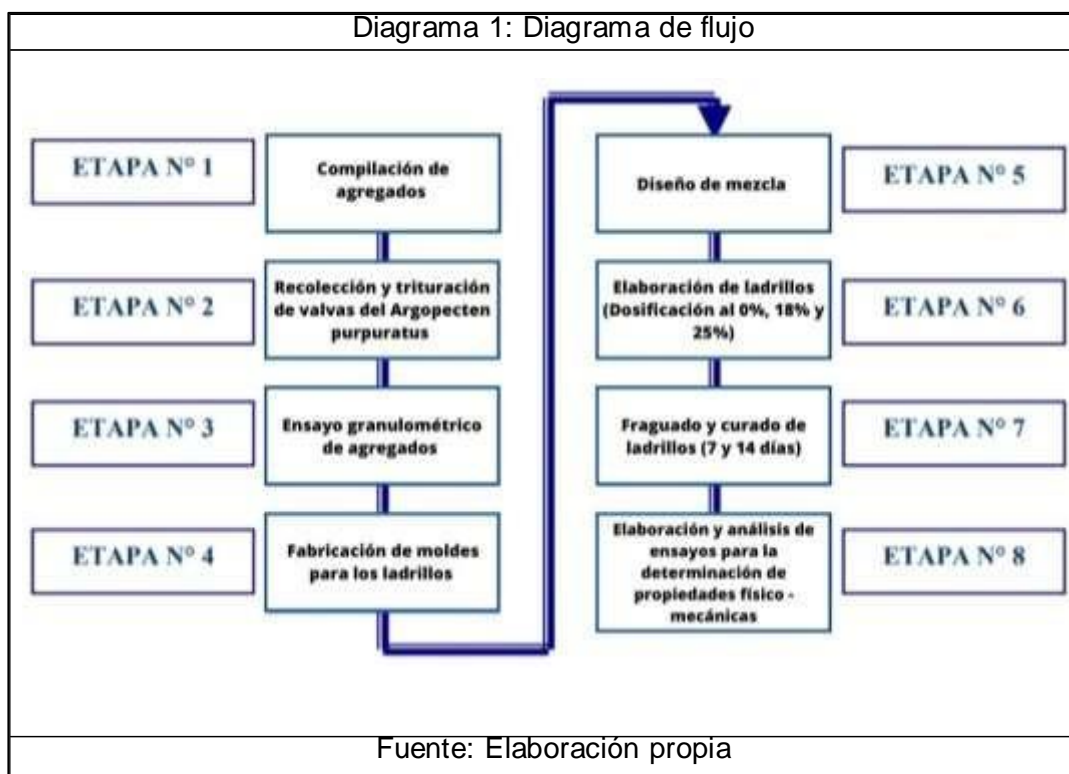 Diagrama 1: Diagrama de flujo
ETAPA N° 1
Compilación de
agregados
ETAPA N° 2
Recolección y trituración
de valvas del Argopecten
purpuratus
ETAPA N° 3
Ensayo granulométrico
de agregados
ETAPA N° 4
Fabricación de moldes
para los ladrillos
Diseño de mezcla
ETAPA N° 5
Elaboración de ladrillos
(Dosificación al 0%, 18% y
25%)
ETAPA N° 6
Fraguado y curado de
ladrillos (7 y 14 días)
ETAPA N° 7
Elaboración y análisis de
ensayos para la
determinación de
propiedades físico -
mecánicas
ETAPA N° 8
Fuente: Elaboración propia